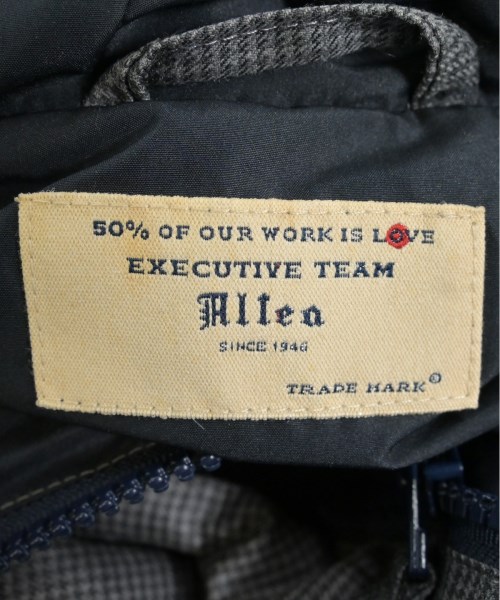 50% OF OUR WORK IS LOVE
EXECUTIVE TEAM
Altea
SINCE 1946
TRADE MARK©